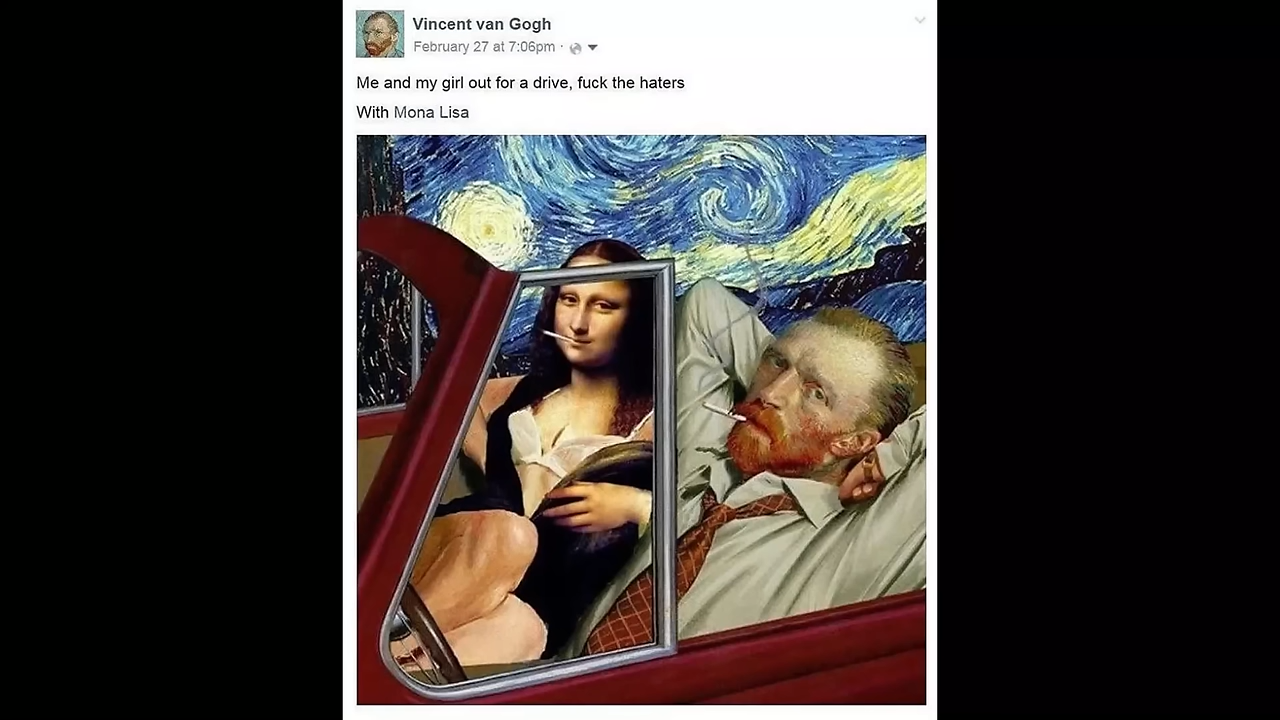 Vincent van Gogh
February 27 at 7:06pm ·
Me and my girl out for a drive, fuck the haters
With Mona Lisa